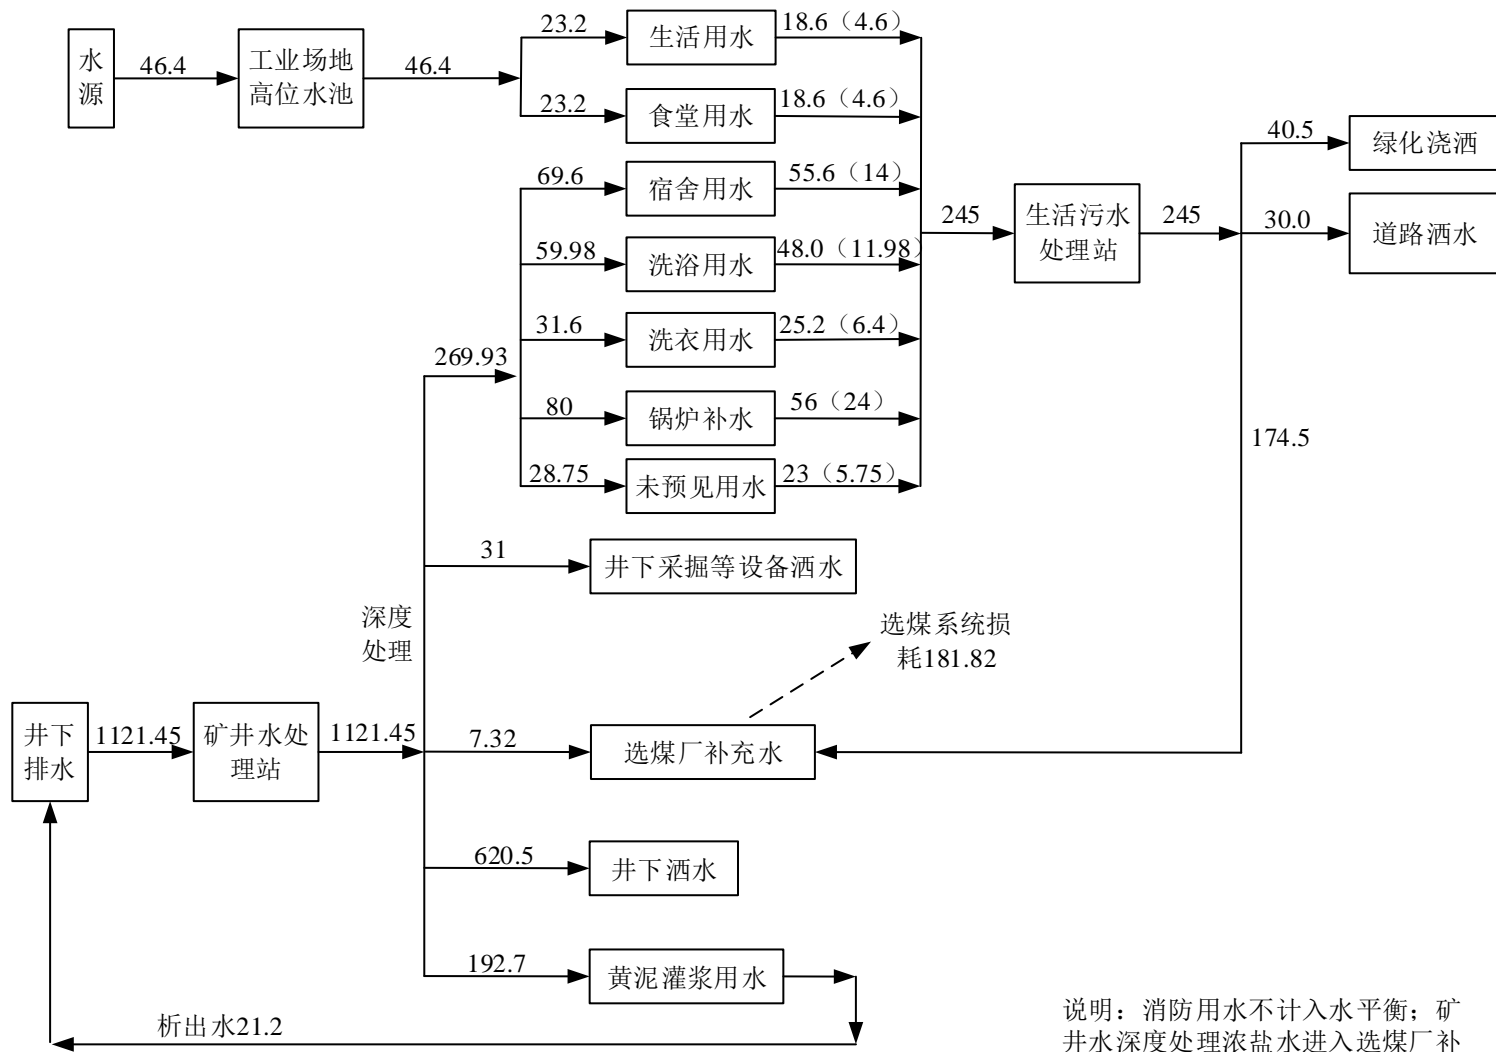 水
源
46.4
工业场地
高位水池
46.4
23.2
生活用水
18.6（4.6）
23.2
食堂用水
18.6（4.6）
69.6
宿舍用水
55.6（14）
59.98
洗浴用水
48.0（11.98）
31.6
洗衣用水
25.2（6.4）
80
锅炉补水
56（24）
28.75
未预见用水
23（5.75）
269.93
245
生活污水
处理站
245
40.5
绿化浇洒
30.0
道路洒水
174.5
31
井下采掘等设备洒水
深度
处理
选煤系统损
耗181.82
井下
排水
1121.45
矿井水处
理站
1121.45
7.32
选煤厂补充水
620.5
井下洒水
192.7
黄泥灌浆用水
析出水21.2
说明：消防用水不计入水平衡；矿
井水深度处理浓盐水进入选煤厂补